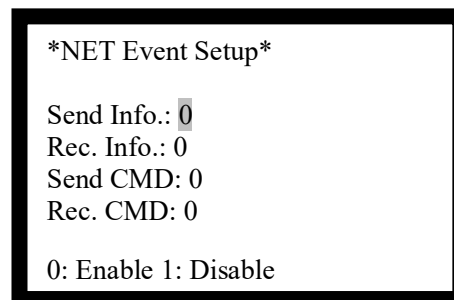 *NET Event Setup*
Send Info.: 0
Rec. Info.: 0
Send CMD: 0
Rec. CMD: 0
0: Enable 1: Disable